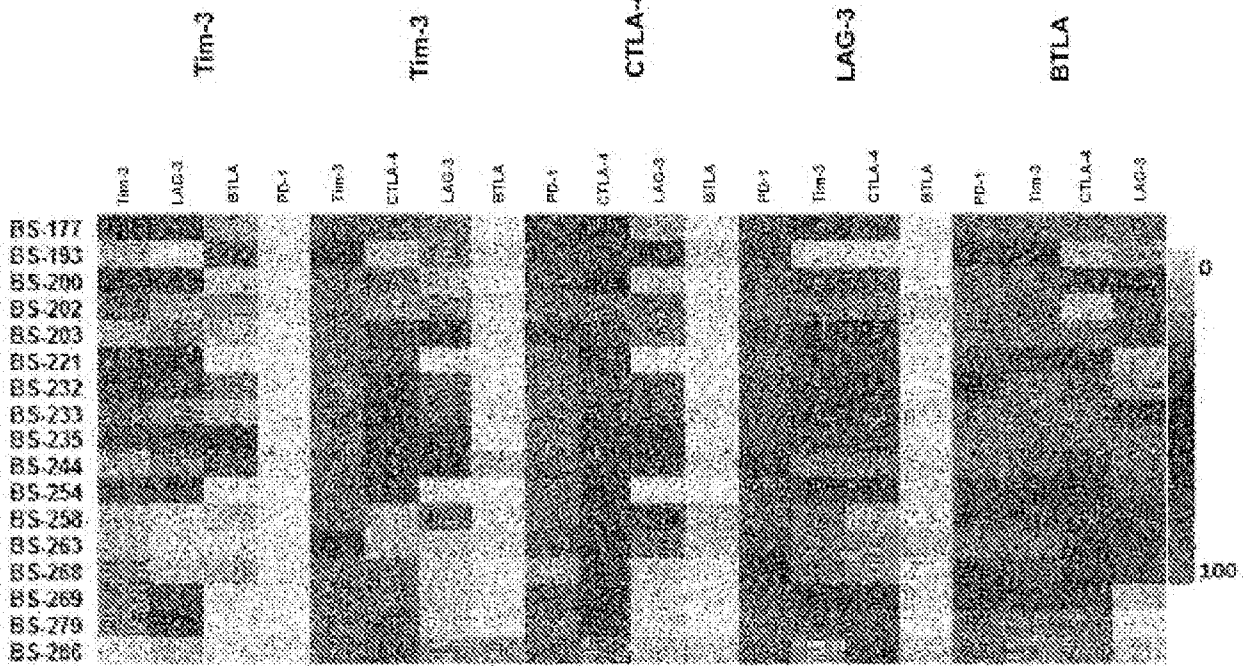 Tim-3 Tim-3 CTLA-4 LAG-3 BTLA
Tim-3 LAG-3 BTLA PD-1 Tim-3 CTLA-4 LAG-3 BTLA PD-1 CTLA-4 LAG-3 BTLA PD-1 Tim-3 CTLA-4 BTLA PD-1 Tim-3 CTLA-4 LAG-3
BS-177
BS-193
BS-200
BS-202
BS-203
BS-221
BS-232
BS-233
BS-235
BS-244
BS-254
BS-258
BS-263
BS-268
BS-269
BS-279
BS-286
0
100